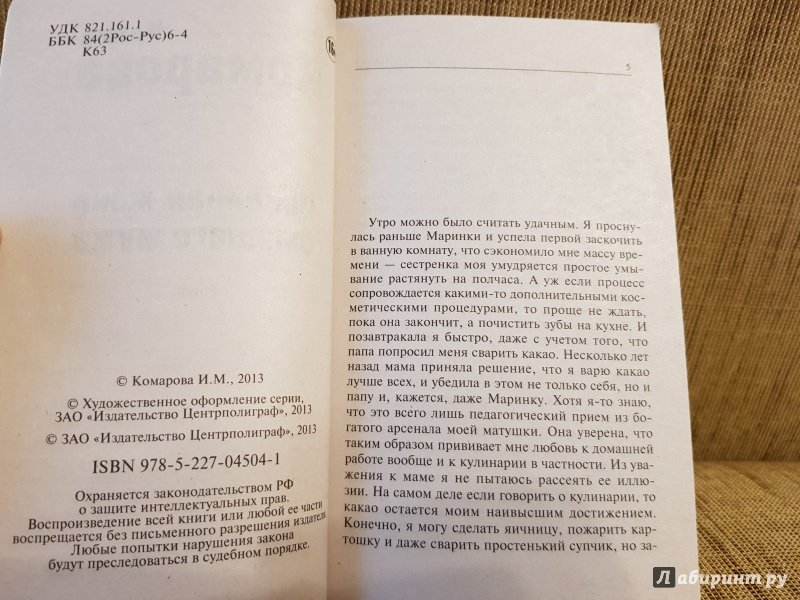 УДК 821.161.1
ББК 84(2Рос-Рус)6-4
К63
© Комарова И.М., 2013
© Художественное оформление серии,
ЗАО «Издательство Центрполиграф», 2013
© ЗАО «Издательство Центрполиграф», 2013
ISBN 978-5-227-04504-1
Охраняется законодательством РФ
о защите интеллектуальных прав.
Воспроизведение всей книги или любой ее части
воспрещается без письменного разрешения издателя.
Любые попытки нарушения закона
будут преследоваться в судебном порядке.
5
Утро можно было считать удачным. Я просну-
лась раньше Маринки и успела первой заскочить
в ванную комнату, что сэкономило мне массу вре-
мени — сестренка моя умудряется простое умы-
вание растянуть на полчаса. А уж если процесс
сопровождается какими-то дополнительными кос-
метическими процедурами, то проще не ждать,
пока она закончит, а почистить зубы на кухне. И
позавтракала я быстро, даже с учетом того, что
папа попросил меня сварить какао. Несколько лет
назад мама приняла решение, что я варю какао
лучше всех, и убедила в этом не только себя, но и
папу и, кажется, даже Маринку. Хотя я-то знаю,
что это всего лишь педагогический прием из бо-
гатого арсенала моей матушки. Она уверена, что
таким образом прививает мне любовь к домашней
работе вообще и к кулинарии в частности. Из ува-
жения к маме я не пытаюсь рассеять ее иллю-
зии. На самом деле если говорить о кулинарии, то
какао остается моим наивысшим достижением.
Конечно, я могу сделать яичницу, пожарить кар-
тошку и даже сварить простенький супчик, но за-
Лабиринт.ру